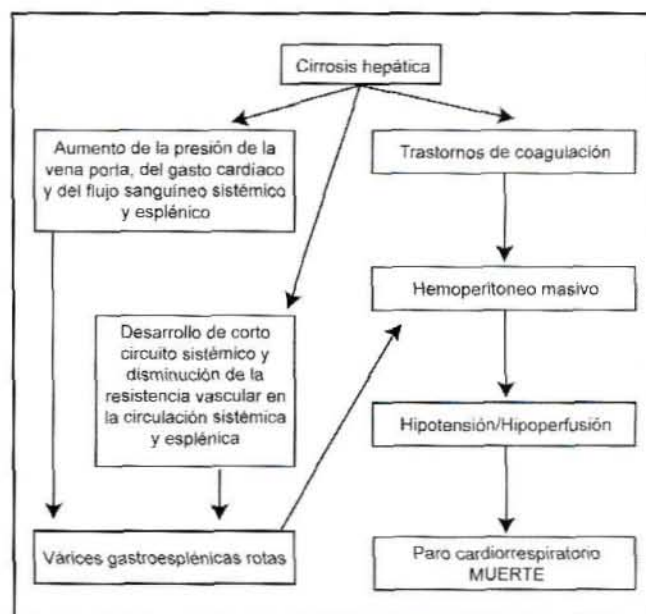 Cirrosis hepática
Aumento de la presión de la
vena porta, del gasto cardíaco
y del flujo sanguíneo sistémico
y esplénico
Trastornos de coagulación
Hemoperitoneo masivo
Desarrollo de corto
circuito sistémico y
disminución de la
resistencia vascular en
la circulación sistémica
y esplénica
Hipotensión/Hipoperfusión
Várices gastroesplénicas rotas
Paro cardiorrespiratorio
MUERTE